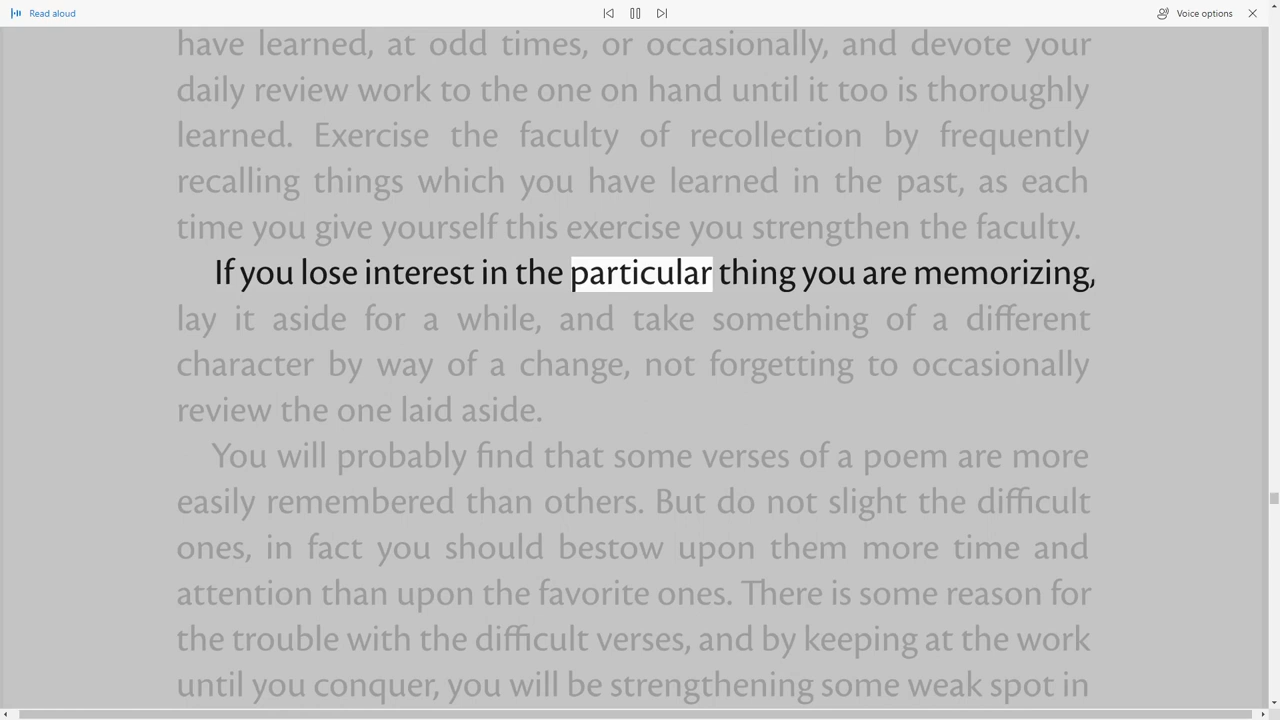 Read aloud
Voice options
have learned, at odd times, or occasionally, and devote your
daily review work to the one on hand until it too is thoroughly
learned. Exercise the faculty of recollection by frequently
recalling things which you have learned in the past, as each
time you give yourself this exercise you strengthen the faculty.
If you lose interest in the particular thing you are memorizing,
lay it aside for a while, and take something of a different
character by way of a change, not forgetting to occasionally
review the one laid aside.
You will probably find that some verses of a poem are more
easily remembered than others. But do not slight the difficult
ones, in fact you should bestow upon them more time and
attention than upon the favorite ones. There is some reason for
the trouble with the difficult verses, and by keeping at the work
until you conquer, you will be strengthening some weak spot in